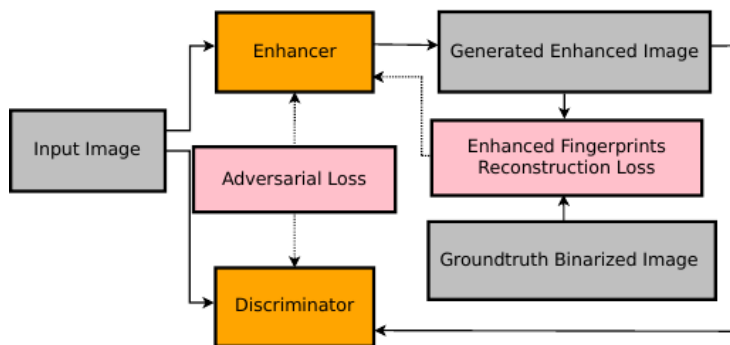 Enhancer
Generated Enhanced Image
Input Image
Adversarial Loss
Enhanced Fingerprints
Reconstruction Loss
Groundtruth Binarized Image
Discriminator